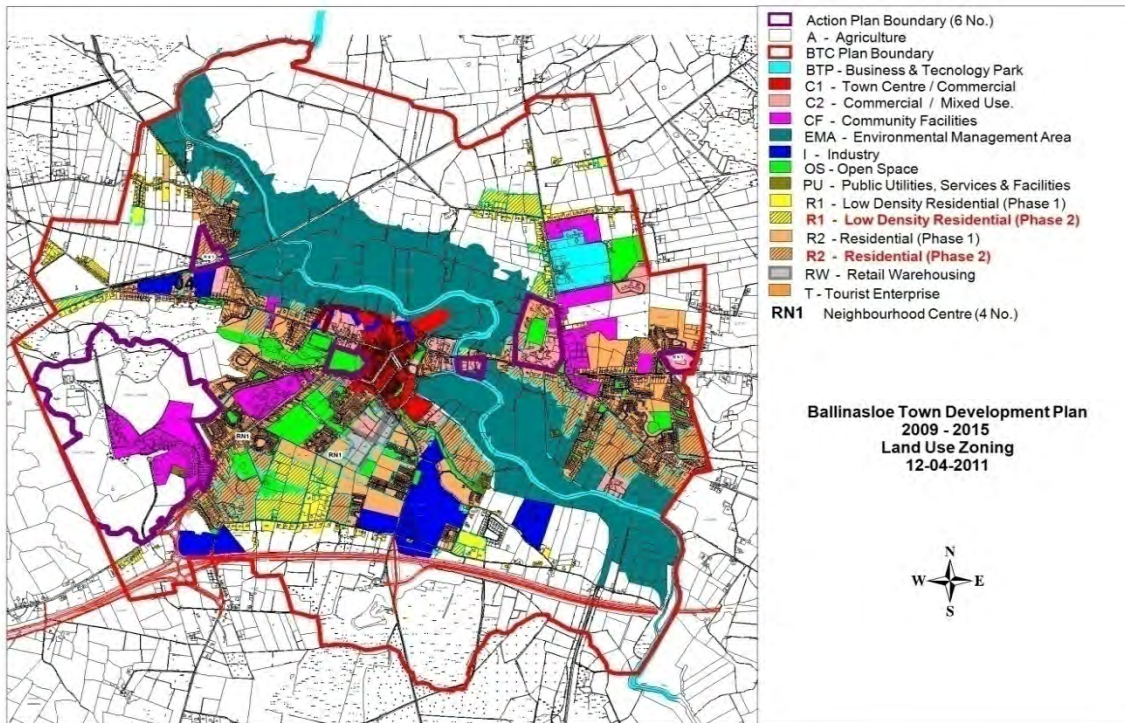 Action Plan Boundary (6 No.)
A - Agriculture
BTC Plan Boundary
BTP - Business & Tecnology Park
C1 - Town Centre / Commercial
C2 - Commercial / Mixed Use.
CF - Community Facilities
EMA - Environmental Management Area
I - Industry
OS - Open Space
PU - Public Utilities, Services & Facilities
R1 - Low Density Residential (Phase 1)
R1 - Low Density Residential (Phase 2)
R2 - Residential (Phase 1)
R2 - Residential (Phase 2)
RW - Retail Warehousing
T - Tourist Enterprise
RN1 Neighbourhood Centre (4 No.)
Ballinasloe Town Development Plan
2009 - 2015
Land Use Zoning
12-04-2011
N
W E
S
RN1
RN1